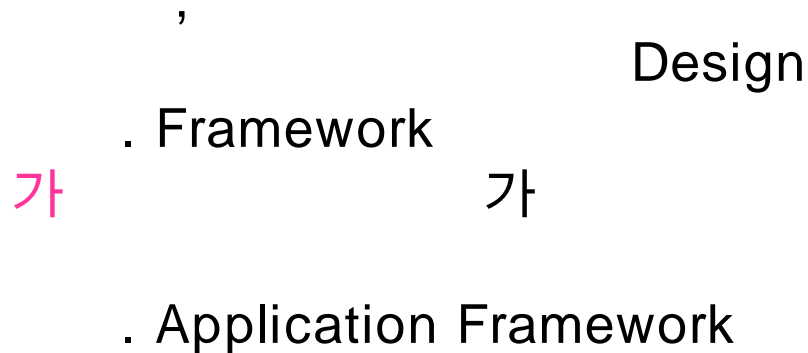 ,
Design
. Framework
가 가
. Application Framework